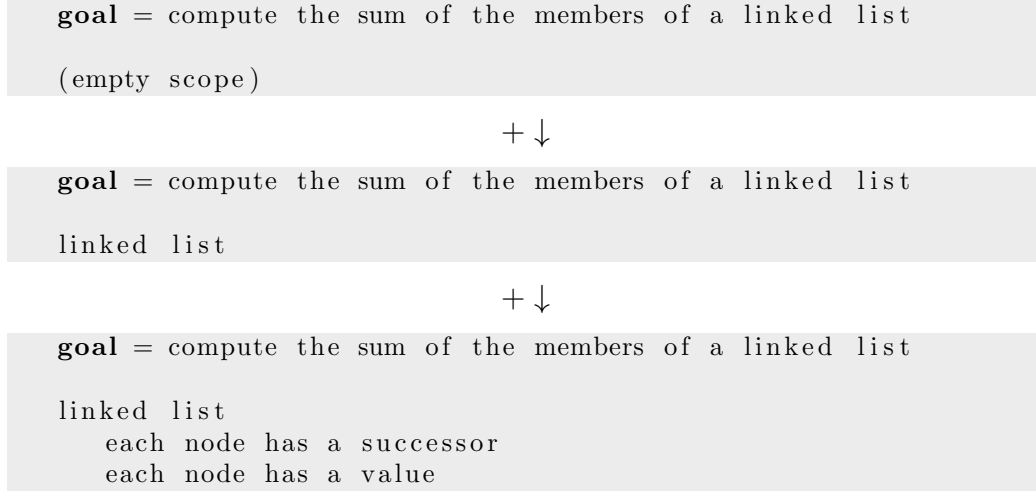 goal = compute the sum of the members of a linked list
(empty scope)
+ ↓
goal = compute the sum of the members of a linked list
linked list
+ ↓
goal = compute the sum of the members of a linked list
linked list
each node has a successor
each node has a value